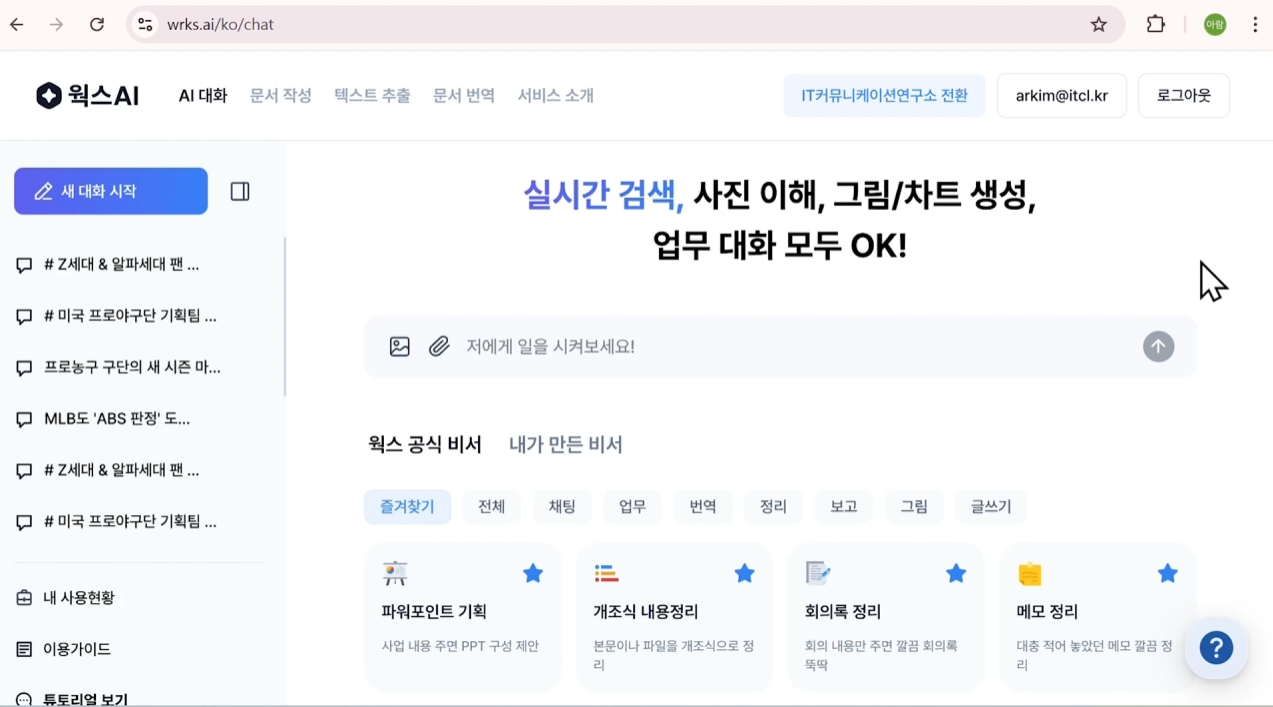 wrks.ai/ko/chat
아람
웍스AI
AI 대화
문서 작성
텍스트 추출
문서 번역
서비스 소개
IT커뮤니케이션연구소 전환
arkim@itcl.kr
로그아웃
새 대화 시작
# Z세대 & 알파세대 팬 ...
# 미국 프로야구단 기획팀 ...
프로농구 구단의 새 시즌 마...
MLB도 'ABS 판정' 도...
# Z세대 & 알파세대 팬 ...
# 미국 프로야구단 기획팀 ...
내 사용현황
이용가이드
튜토리얼 보기
실시간 검색, 사진 이해, 그림/차트 생성,
업무 대화 모두 OK!
저에게 일을 시켜보세요!
웍스 공식 비서
내가 만든 비서
즐겨찾기
전체
채팅
업무
번역
정리
보고
그림
글쓰기
파워포인트 기획
사업 내용 주면 PPT 구성 제안
개조식 내용정리
본문이나 파일을 개조식으로 정
리
회의록 정리
회의 내용만 주면 깔끔 회의록
뚝딱
메모 정리
대충 적어 놓았던 메모 깔끔 정
리
?